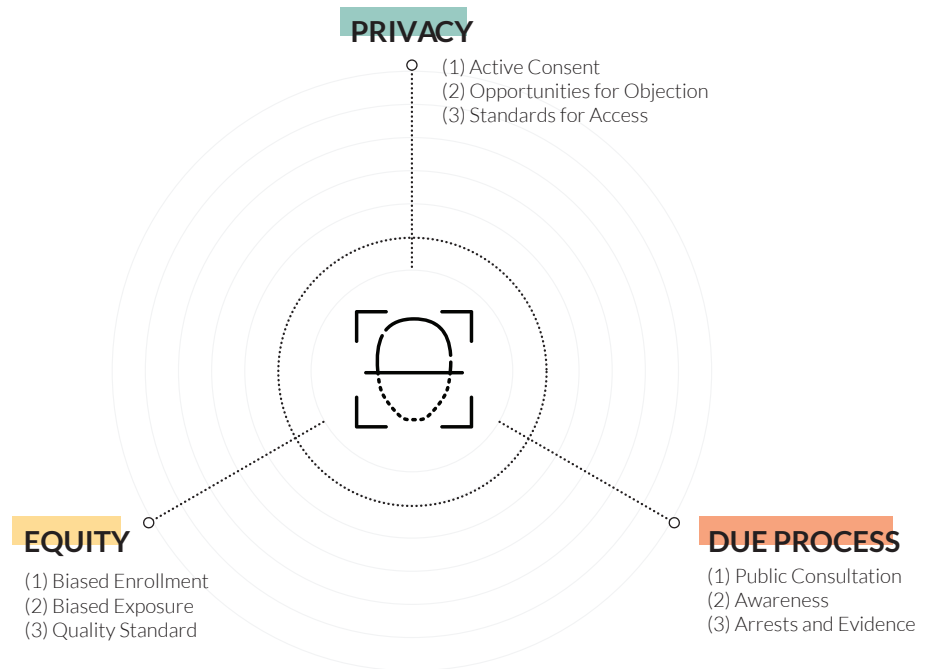 PRIVACY
(1) Active Consent
(2) Opportunities for Objection
(3) Standards for Access
EQUITY
(1) Biased Enrollment
(2) Biased Exposure
(3) Quality Standard
DUE PROCESS
(1) Public Consultation
(2) Awareness
(3) Arrests and Evidence